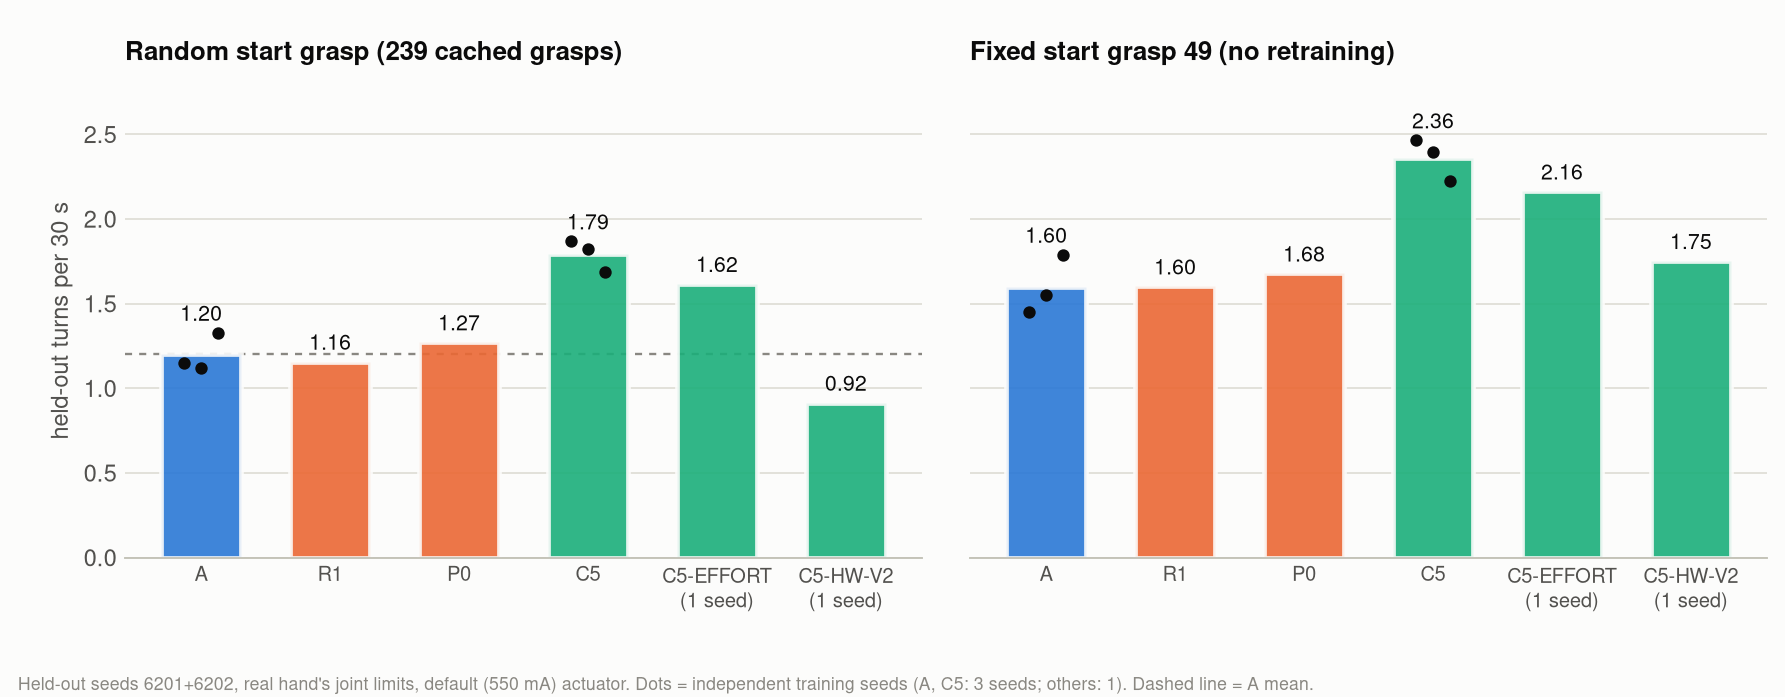 Random start grasp (239 cached grasps)
Fixed start grasp 49 (no retraining)
held-out turns per 30 s
2.5
2.0
1.5
1.0
0.5
0.0
1.20
1.16
1.27
1.79
1.62
0.92
A
R1
P0
C5
C5-EFFORT
(1 seed)
C5-HW-V2
(1 seed)
1.60
1.60
1.68
2.36
2.16
1.75
A
R1
P0
C5
C5-EFFORT
(1 seed)
C5-HW-V2
(1 seed)
Held-out seeds 6201+6202, real hand's joint limits, default (550 mA) actuator. Dots = independent training seeds (A, C5: 3 seeds; others: 1). Dashed line = A mean.